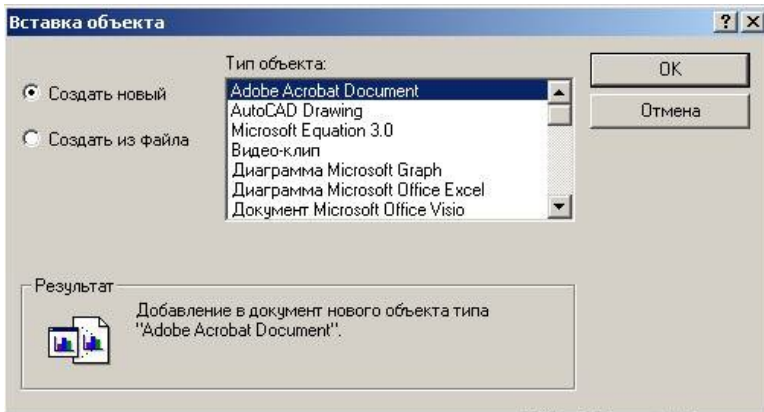 Вставка объекта
Тип объекта:
Создать новый
Создать из файла
Adobe Acrobat Document
AutoCAD Drawing
Microsoft Equation 3.0
Видео-клип
Диаграмма Microsoft Graph
Диаграмма Microsoft Office Excel
Документ Microsoft Office Visio
OK
Отмена
Результат
Добавление в документ нового объекта типа
"Adobe Acrobat Document".